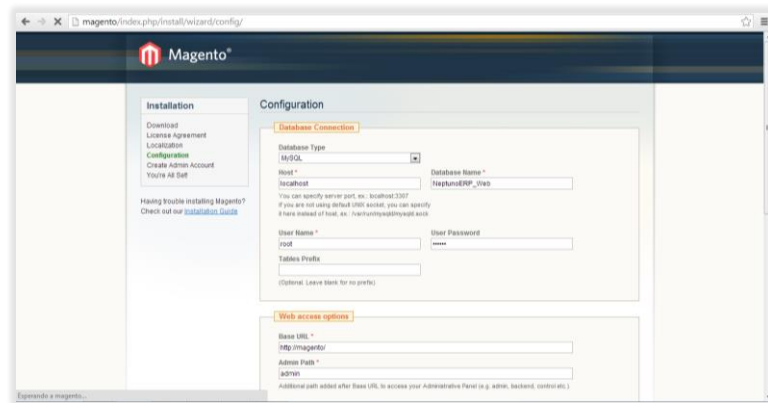 magento/index.php/install/wizard/config/
Magento®
Installation
Download
License Agreement
Localization
Configuration
Create Admin Account
You're All Set!
Having trouble installing Magento?
Check out our Installation Guide
Configuration
Database Connection
Database Type
MySQL
Host *
Database Name *
localhost
NeptunoERP_Web
You can specify server port, ex.: localhost:3307
If you are not using default UNIX socket, you can specify
it here instead of host, ex.: /var/run/mysqld/mysqld.sock
User Name *
User Password
root
••••••
Tables Prefix
(Optional. Leave blank for no prefix)
Web access options
Base URL *
http://magento/
Admin Path *
admin
Additional path added after Base URL to access your Administrative Panel (e.g. admin, backend, control etc.)
Esperando a magento...